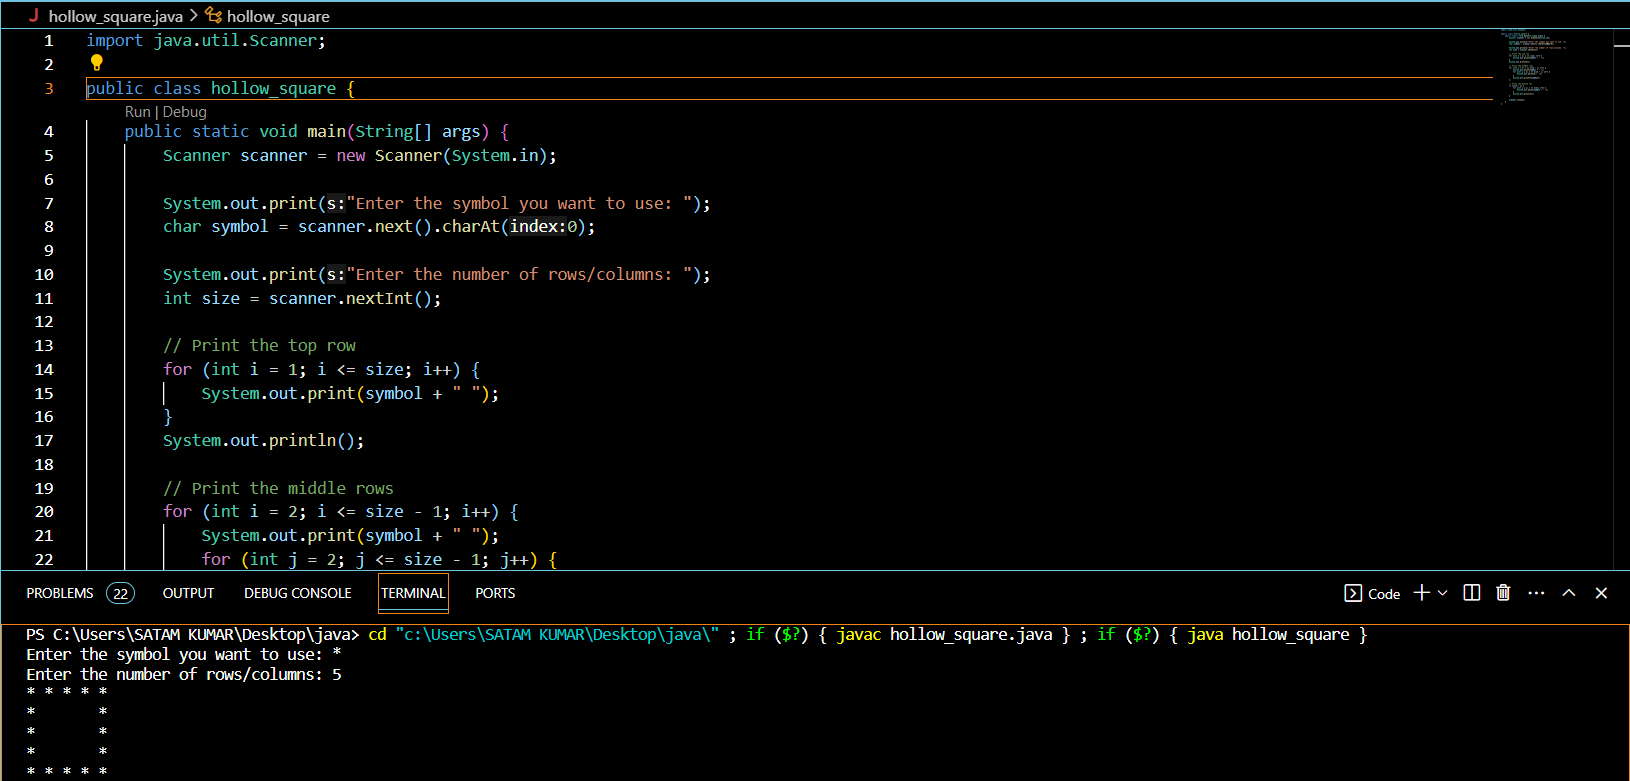 J hollow_square.java > hollow_square
1 import java.util.Scanner;
2
3 public class hollow_square {
Run | Debug
4 public static void main(String[] args) {
5 Scanner scanner = new Scanner(System.in);
6
7 System.out.print(s:"Enter the symbol you want to use: ");
8 char symbol = scanner.next().charAt(index:0);
9
10 System.out.print(s:"Enter the number of rows/columns: ");
11 int size = scanner.nextInt();
12
13 // Print the top row
14 for (int i = 1; i <= size; i++) {
15 System.out.print(symbol + " ");
16 }
17 System.out.println();
18
19 // Print the middle rows
20 for (int i = 2; i <= size - 1; i++) {
21 System.out.print(symbol + " ");
22 for (int j = 2; j <= size - 1; j++) {
PROBLEMS 22 OUTPUT DEBUG CONSOLE TERMINAL PORTS Code
PS C:\Users\SATAM KUMAR\Desktop\java> cd "c:\Users\SATAM KUMAR\Desktop\java\" ; if ($?) { javac hollow_square.java } ; if ($?) { java hollow_square }
Enter the symbol you want to use: *
Enter the number of rows/columns: 5
* * * * *
*       *
*       *
*       *
* * * * *